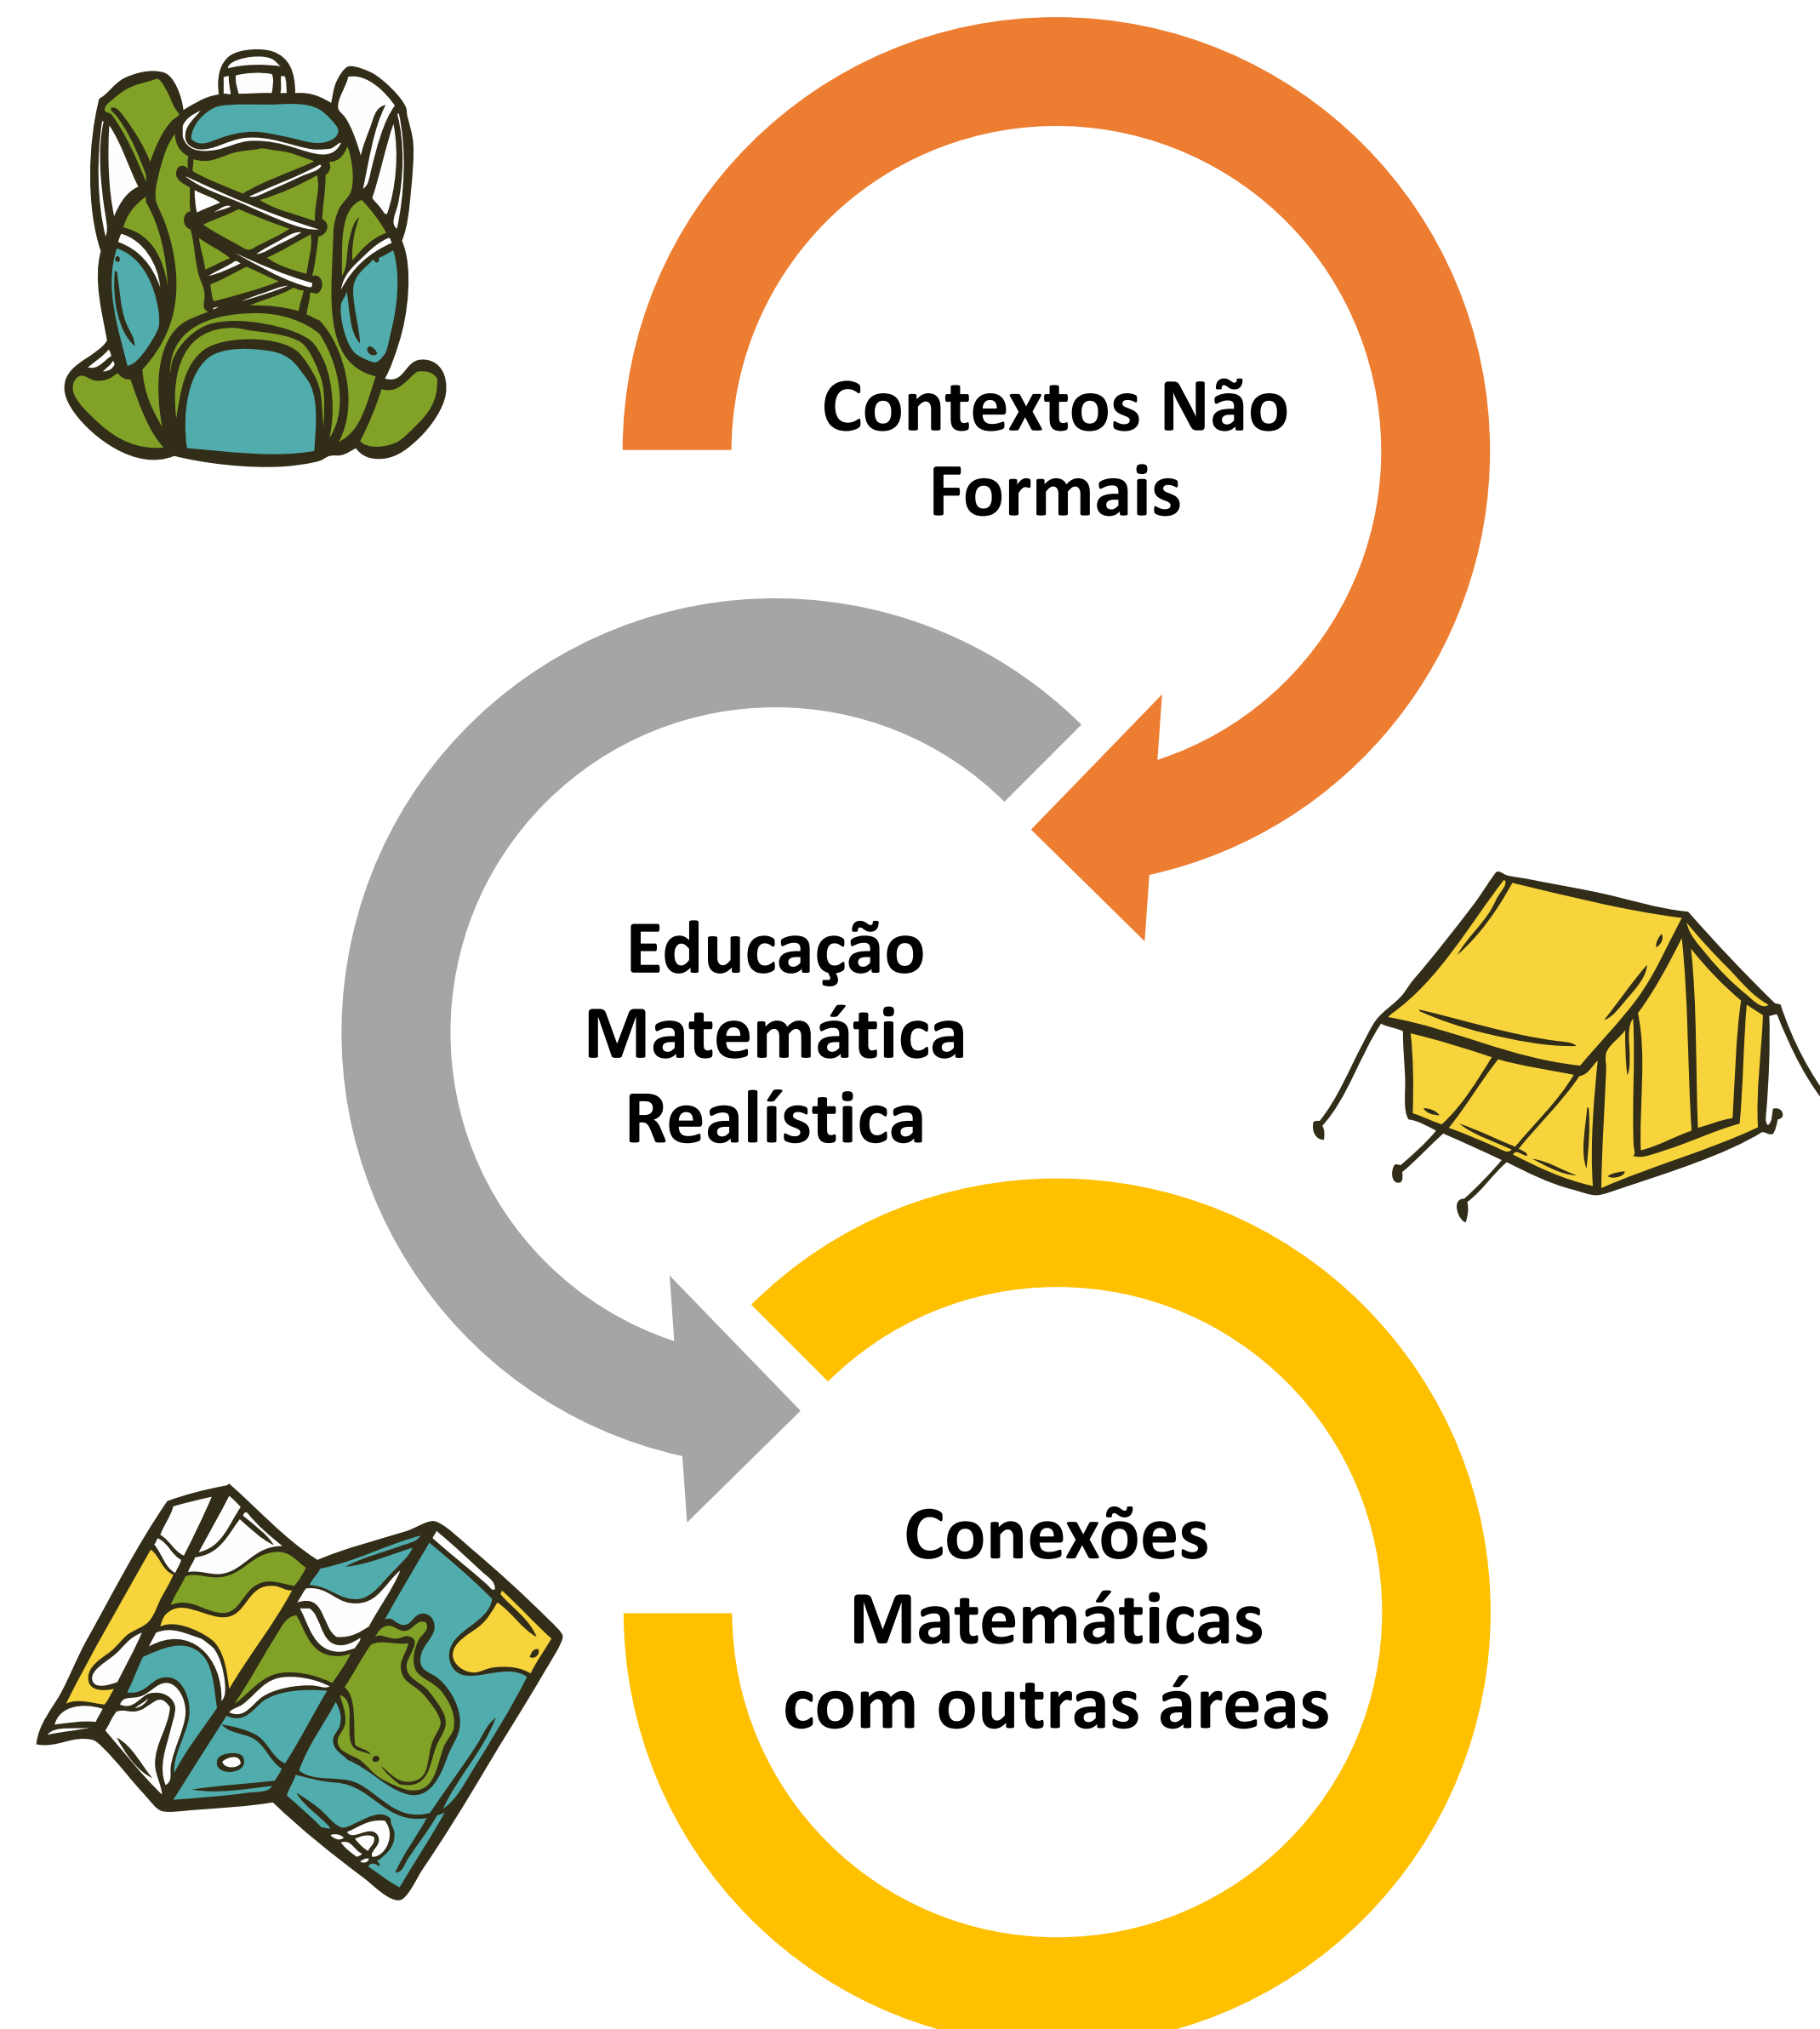 Contextos Não
Formais
Educação
Matemática
Realística
Conexões
Matemáticas
com outras áreas